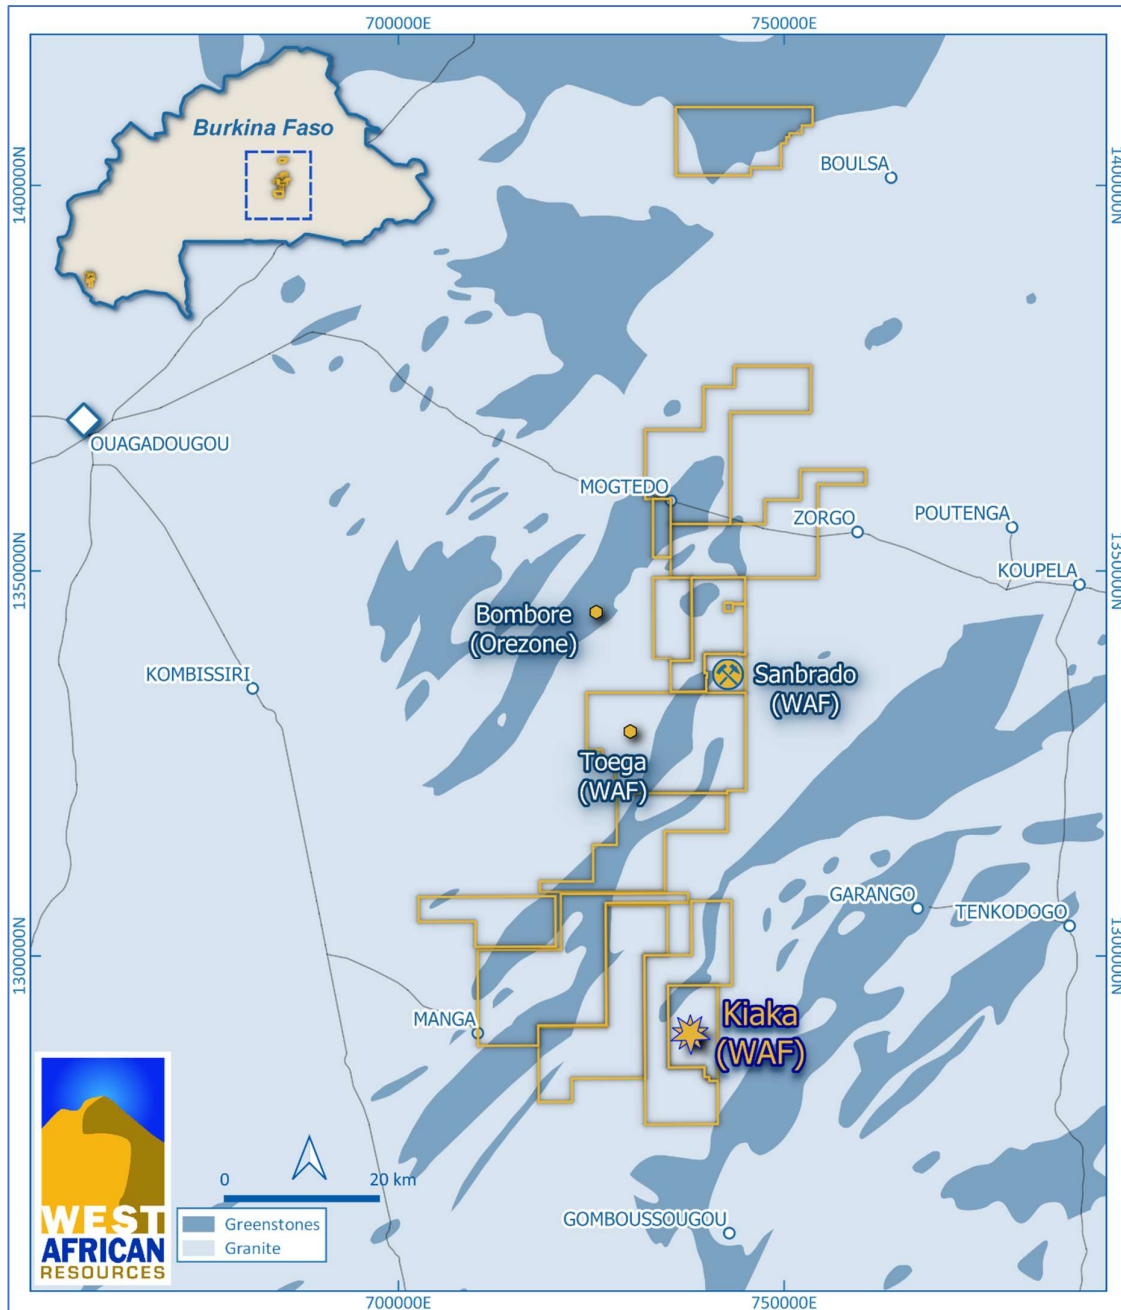 700000E
750000E
Burkina Faso
1400000N
1400000N
BOULSA
OUAGADOUGOU
MOGTEDO
ZORGO
POUTENGA
KOUPELA
1350000N
1350000N
Bombore
(Orezone)
KOMBISSIRI
Sanbrado
(WAF)
Toega
(WAF)
GARANGO
TENKODOGO
1300000N
1300000N
MANGA
Kiaka
(WAF)
0
20 km
GOMBOUSSOUGOU
WEST
AFRICAN
RESOURCES
Greenstones
Granite
700000E
750000E